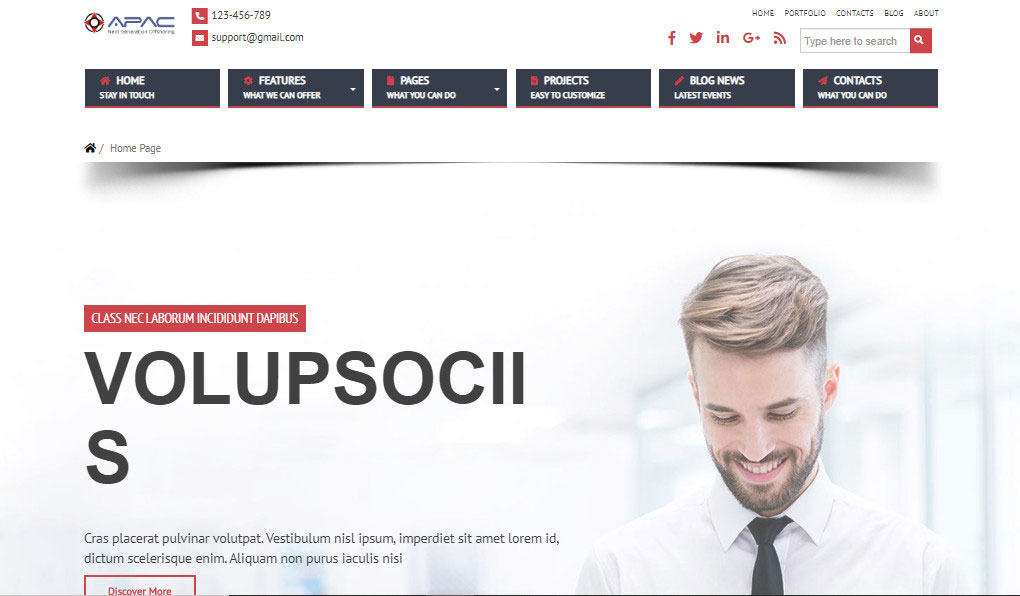 APAC
Next Generation Offshoring
123-456-789
support@gmail.com
HOME PORTFOLIO CONTACTS BLOG ABOUT
Type here to search
HOME
STAY IN TOUCH
FEATURES
WHAT WE CAN OFFER
PAGES
WHAT YOU CAN DO
PROJECTS
EASY TO CUSTOMIZE
BLOG NEWS
LATEST EVENTS
CONTACTS
WHAT YOU CAN DO
/ Home Page
CLASS NEC LABORUM INCIDIDUNT DAPIBUS
VOLUPSOCII
S
Cras placerat pulvinar volutpat. Vestibulum nisl ipsum, imperdiet sit amet lorem id,
dictum scelerisque enim. Aliquam non purus iaculis nisi
Discover More